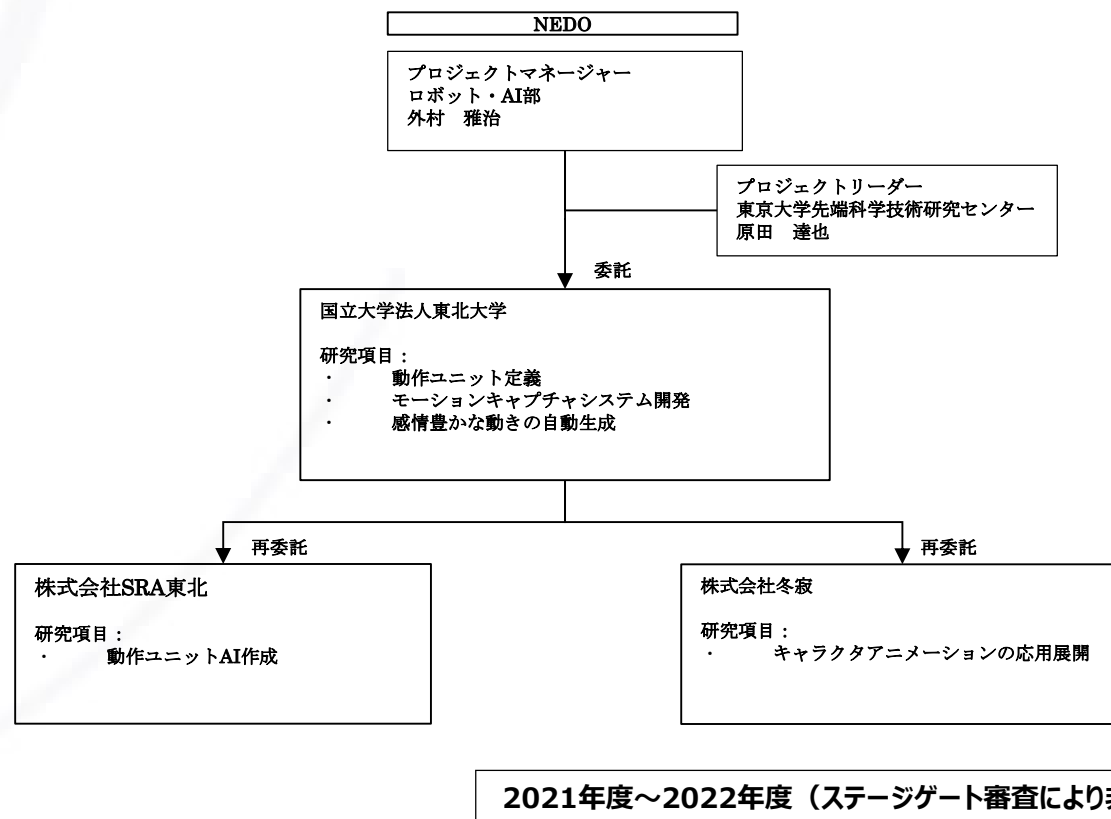 NEDO
プロジェクトマネージャー
ロボット・AI部
外村　雅治
プロジェクトリーダー
東京大学先端科学技術研究センター
原田　達也
委託
国立大学法人東北大学
研究項目：
・　動作ユニット定義
・　モーションキャプチャシステム開発
・　感情豊かな動きの自動生成
再委託
再委託
株式会社SRA東北
研究項目：
・　動作ユニットAI作成
株式会社冬寂
研究項目：
・　キャラクタアニメーションの応用展開
2021年度～2022年度（ステージゲート審査により